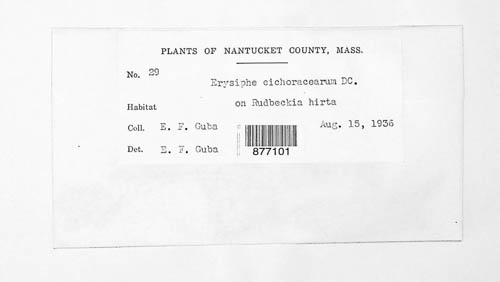 PLANTS OF NANTUCKET COUNTY, MASS.
No. 29
Erysiphe cichoracearum DC.
Habitat on Rudbeckia hirta
Coll. E. F. Guba Aug. 15, 1936
Det. E. F. Guba
877101